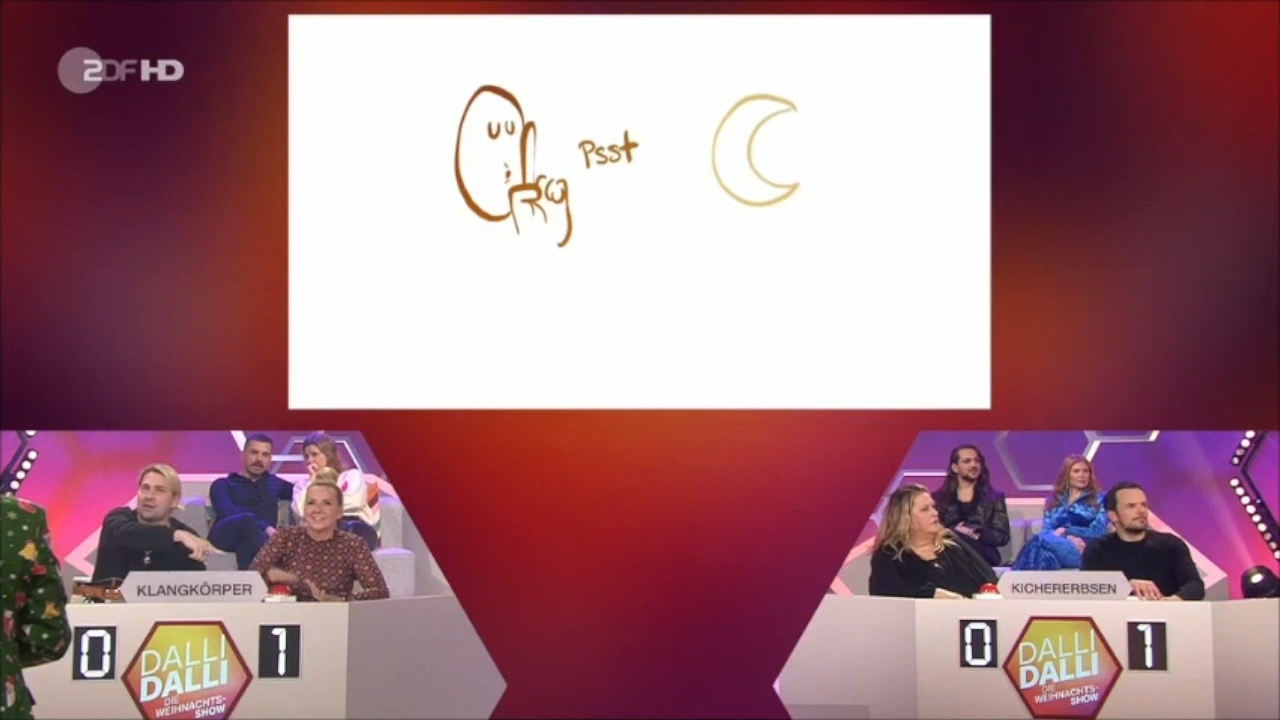 ZDF HD
Psst
KLANGKÖRPER
0 1
DALLI
DALLI
DIE
WEIHNACHTS-
SHOW
KICHERERBSEN
0 1
DALLI
DALLI
DIE
WEIHNACHTS-
SHOW